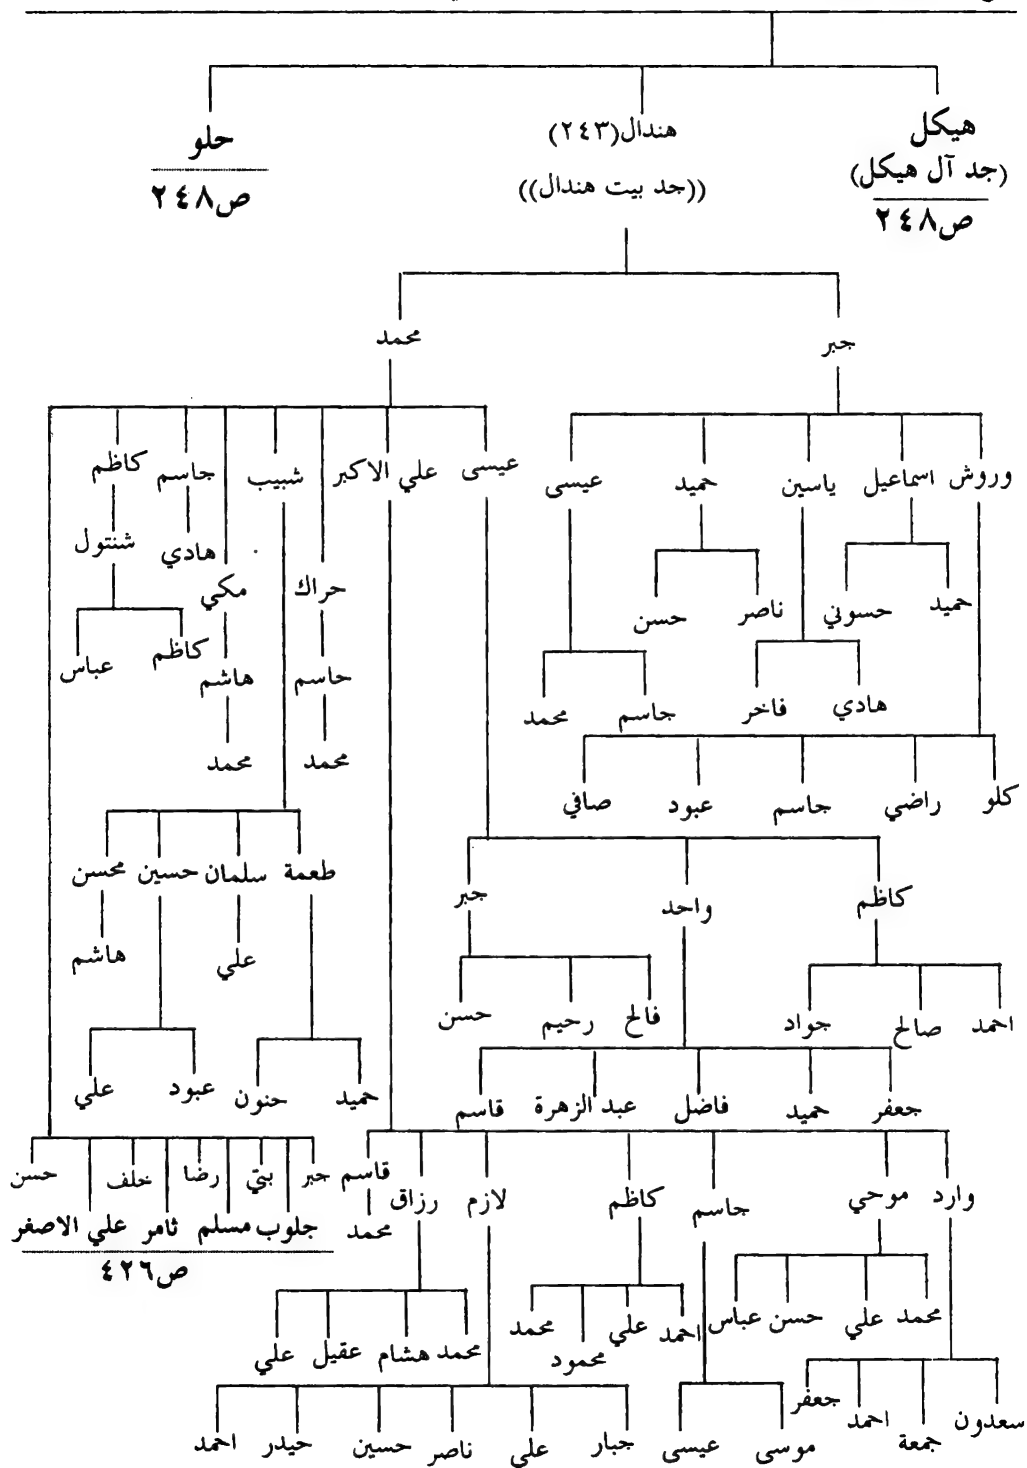 هيكل
(جد آل هيكل)
ص٢٤٨
هندال(٢٤٣)
((جد بيت هندال))
حلو
ص٢٤٨
جبر
محمد
وروش
اسماعيل
ياسين
حميد
عيسى
عيسى
علي الاكبر
شبيب
جاسم
كاظم
حميد
حسوني
ناصر
حسن
حراك
مكي
هادي
شنتول
هادي
فاخر
جاسم
محمد
حاسم
هاشم
كاظم
عباس
محمد
محمد
كلو
راضي
جاسم
عبود
صافي
كاظم
واحد
جبر
طعمة
سلمان
حسين
محسن
علي
هاشم
احمد
صالح
جواد
فالح
رحيم
حسن
جعفر
حميد
فاضل
عبد الزهرة
قاسم
حميد
حنون
عبود
علي
وارد
موحي
جاسم
كاظم
لازم
رزاق
قاسم
محمد
جبر
بتي
رضا
خلف
حسن
جلوب
مسلم
ثامر
علي الاصغر
ص٤٢٦
محمد
علي
حسن
عباس
احمد
علي
محمود
محمد
محمد
هشام
عقيل
علي
سعدون
جمعة
احمد
جعفر
موسى
عيسى
جبار
علي
ناصر
حسين
حيدر
احمد